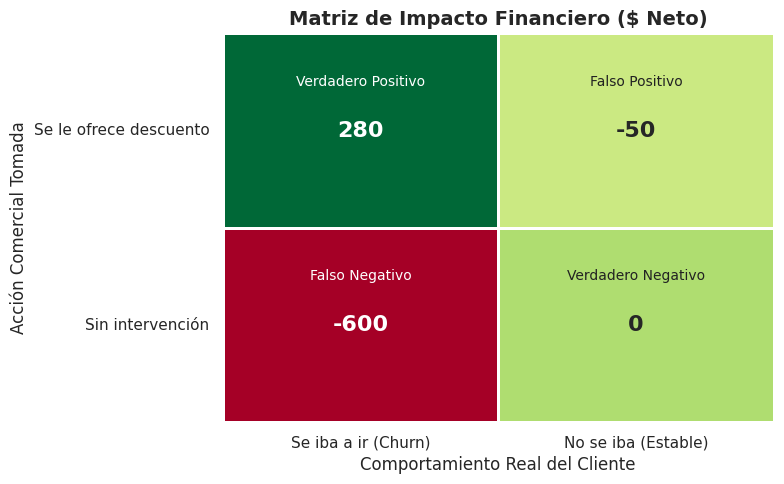 Matriz de Impacto Financiero ($ Neto)
Acción Comercial Tomada
Se le ofrece descuento
Verdadero Positivo
280
Falso Positivo
-50
Sin intervención
Falso Negativo
-600
Verdadero Negativo
0
Se iba a ir (Churn)
No se iba (Estable)
Comportamiento Real del Cliente